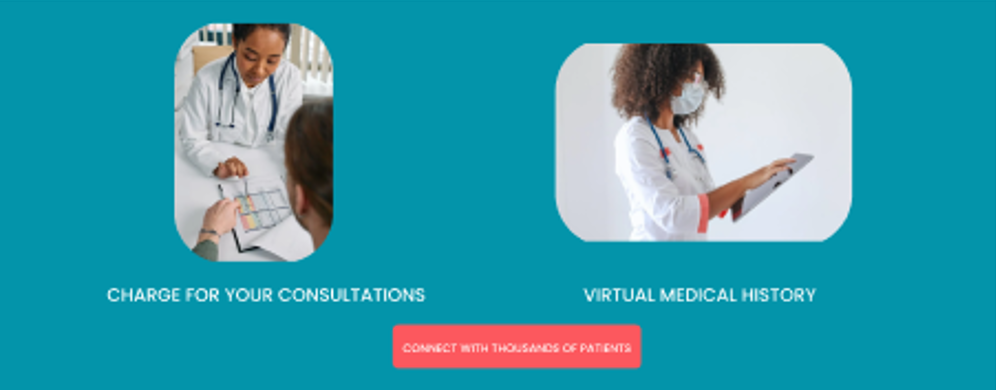 CHARGE FOR YOUR CONSULTATIONS
VIRTUAL MEDICAL HISTORY
CONNECT WITH THOUSANDS OF PATIENTS